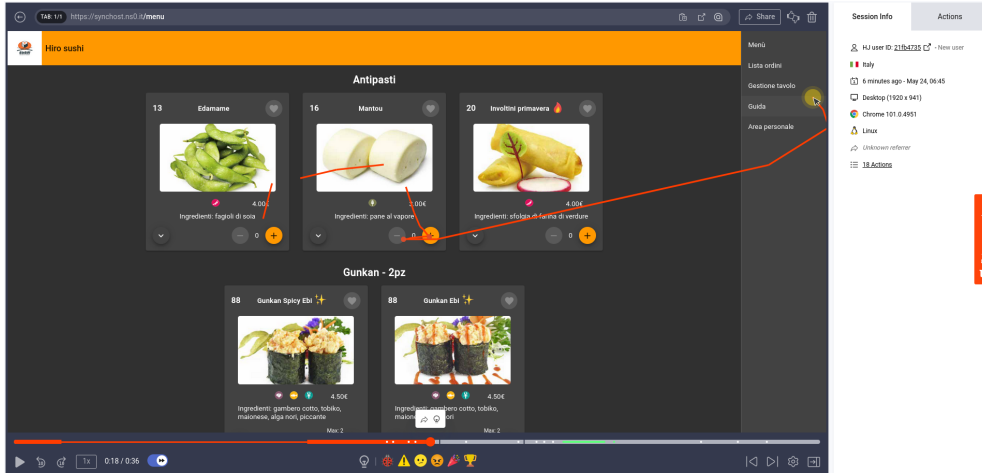 TAB: 1/1 https://synchost.ns0.it/menu
Share
Hiro sushi
Antipasti
13 Edamame
4.00€
Ingredienti: fagioli di soia
0
16 Mantou
3.00€
Ingredienti: pane al vapore
0
20 Involtini primavera
4.00€
Ingredienti: sfolgia di farina di verdure
0
Gunkan - 2pz
88 Gunkan Spicy Ebi
4.50€
Ingredienti: gambero cotto, tobiko,
maionese, alga nori, piccante
Max: 2
88 Gunkan Ebi
4.50€
Ingredienti: gambero cotto, tobiko,
Max: 2
Menù
Lista ordini
Gestione tavolo
Guida
Area personale
1x 0:18 / 0:36
Session Info Actions
HJ user ID: 21fb4735 - New user
Italy
6 minutes ago - May 24, 06:45
Desktop (1920 x 941)
Chrome 101.0.4951
Linux
Unknown referrer
18 Actions